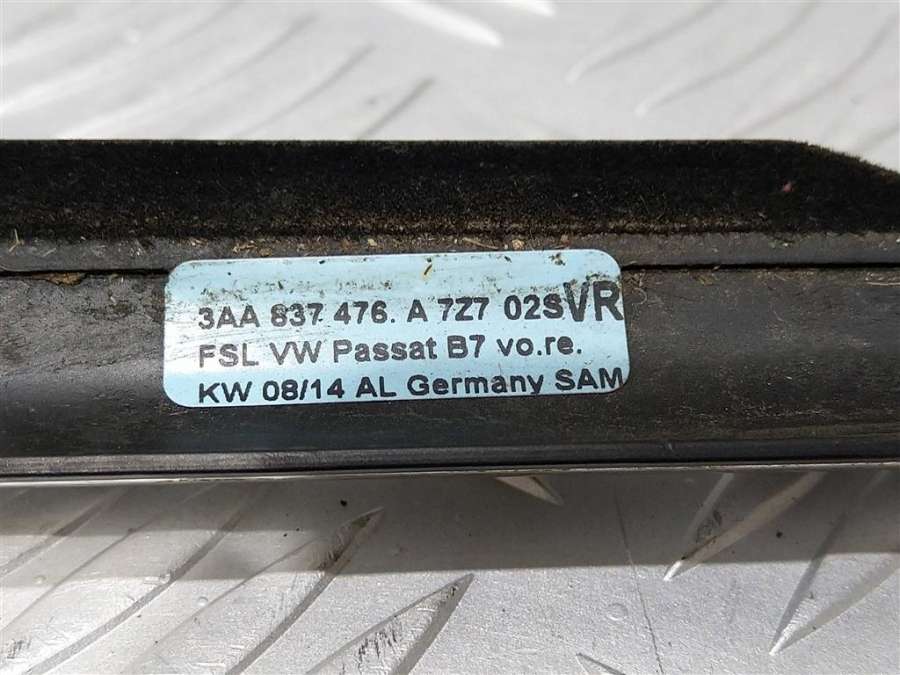 3AA 837 476. A 7Z7 02S VR
FSL VW Passat B7 vo.re.
KW 08/14 AL Germany SAM